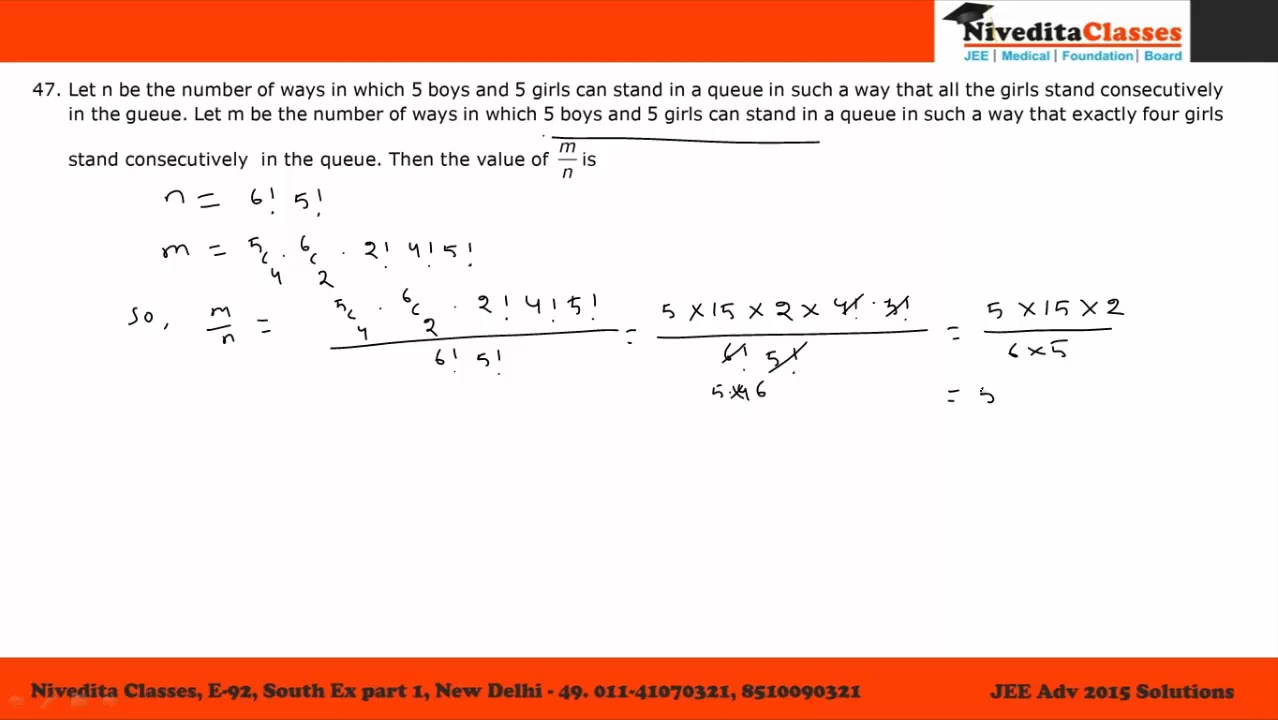 NiveditaClasses
JEE | Medical | Foundation | Board
47. Let n be the number of ways in which 5 boys and 5 girls can stand in a queue in such a way that all the girls stand consecutively
in the gueue. Let m be the number of ways in which 5 boys and 5 girls can stand in a queue in such a way that exactly four girls
stand consecutively in the queue. Then the value of m/n is
n = 6! 5!
m = 5C4 . 6C2 . 2! 4! 5!
So, m/n = 5C4 . 6C2 . 2! 4! 5! / 6! 5! = 5 × 15 × 2 × 4! . 5! / 6! 5! = 5 × 15 × 2 / 6 × 5
= 5
Nivedita Classes, E-92, South Ex part 1, New Delhi - 49. 011-41070321, 8510090321
JEE Adv 2015 Solutions